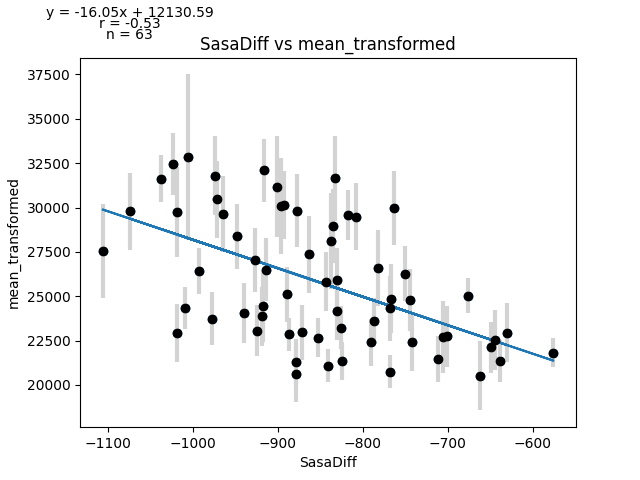 y = -16.05x + 12130.59
r = -0.53
n = 63
SasaDiff vs mean_transformed
37500
35000
32500
30000
27500
25000
22500
20000
mean_transformed
−1100
−1000
−900
−800
−700
−600
SasaDiff